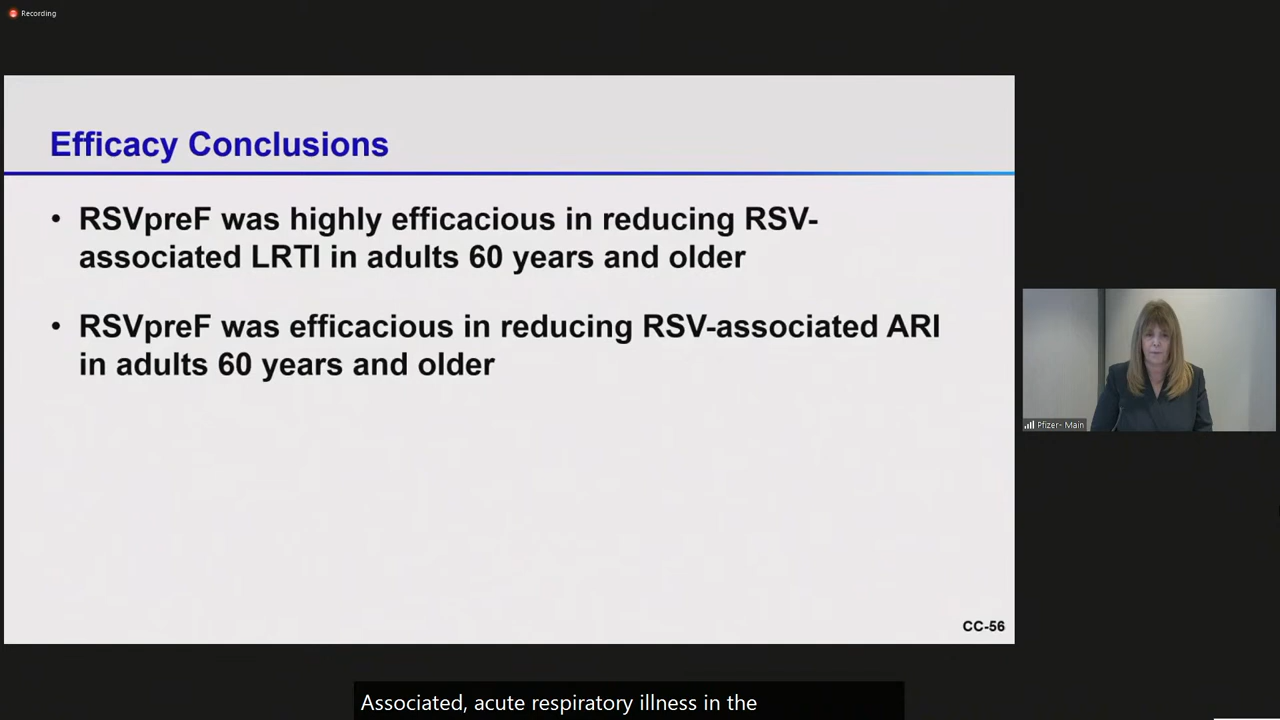 Recording
Efficacy Conclusions
• RSVpreF was highly efficacious in reducing RSV-
associated LRTI in adults 60 years and older
• RSVpreF was efficacious in reducing RSV-associated ARI
in adults 60 years and older
Pfizer- Main
CC-56
Associated, acute respiratory illness in the